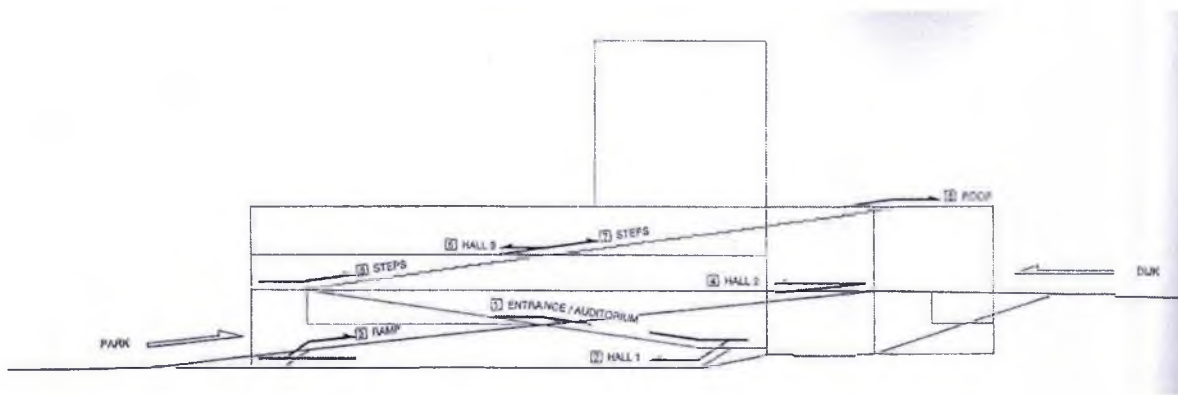 8 ROOF
7 STEPS
6 HALL 3
5 STEPS
4 HALL 2
DIJK
1 ENTRANCE / AUDITORIUM
3 RAMP
PARK
2 HALL 1